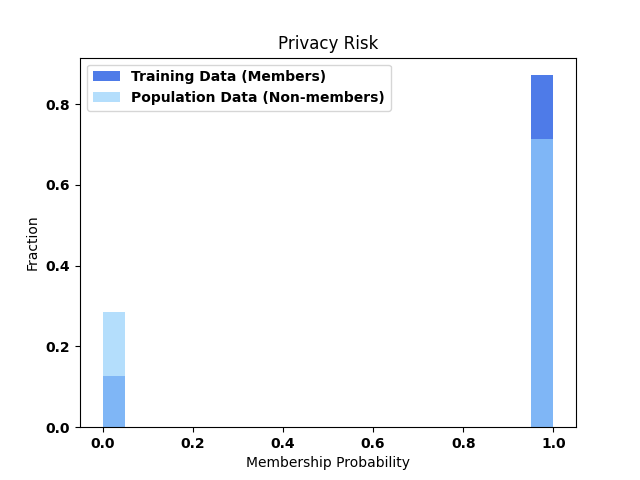 Privacy Risk
Training Data (Members)
Population Data (Non-members)
Fraction
0.8
0.6
0.4
0.2
0.0
0.0 0.2 0.4 0.6 0.8 1.0
Membership Probability